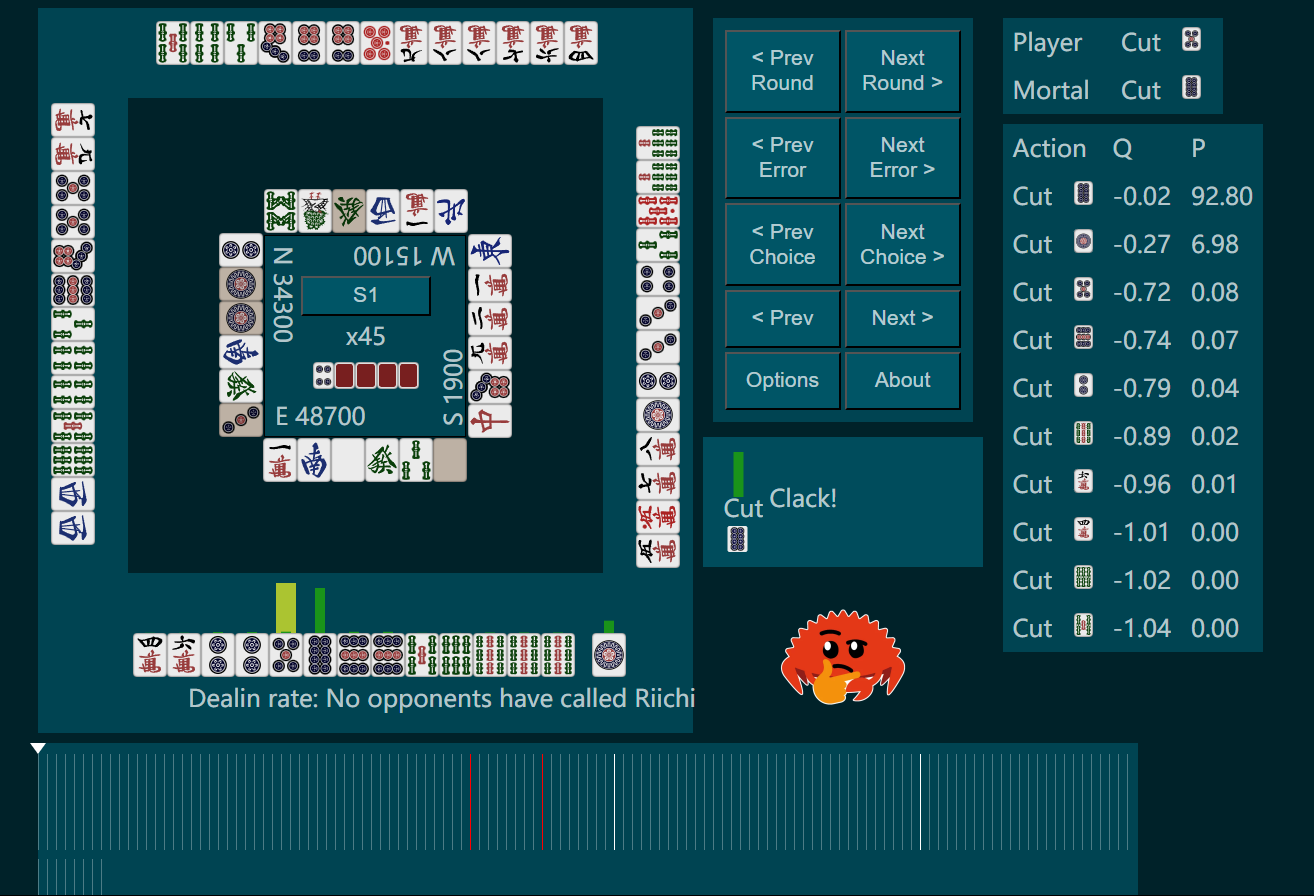 N 34300
W 15100
S1
x45
E 48700
S 1900
Dealin rate: No opponents have called Riichi
< Prev
Round
Next
Round >
< Prev
Error
Next
Error >
< Prev
Choice
Next
Choice >
< Prev
Next >
Options
About
Cut
Clack!
Player Cut
Mortal Cut
Action Q P
Cut -0.02 92.80
Cut -0.27 6.98
Cut -0.72 0.08
Cut -0.74 0.07
Cut -0.79 0.04
Cut -0.89 0.02
Cut -0.96 0.01
Cut -1.01 0.00
Cut -1.02 0.00
Cut -1.04 0.00